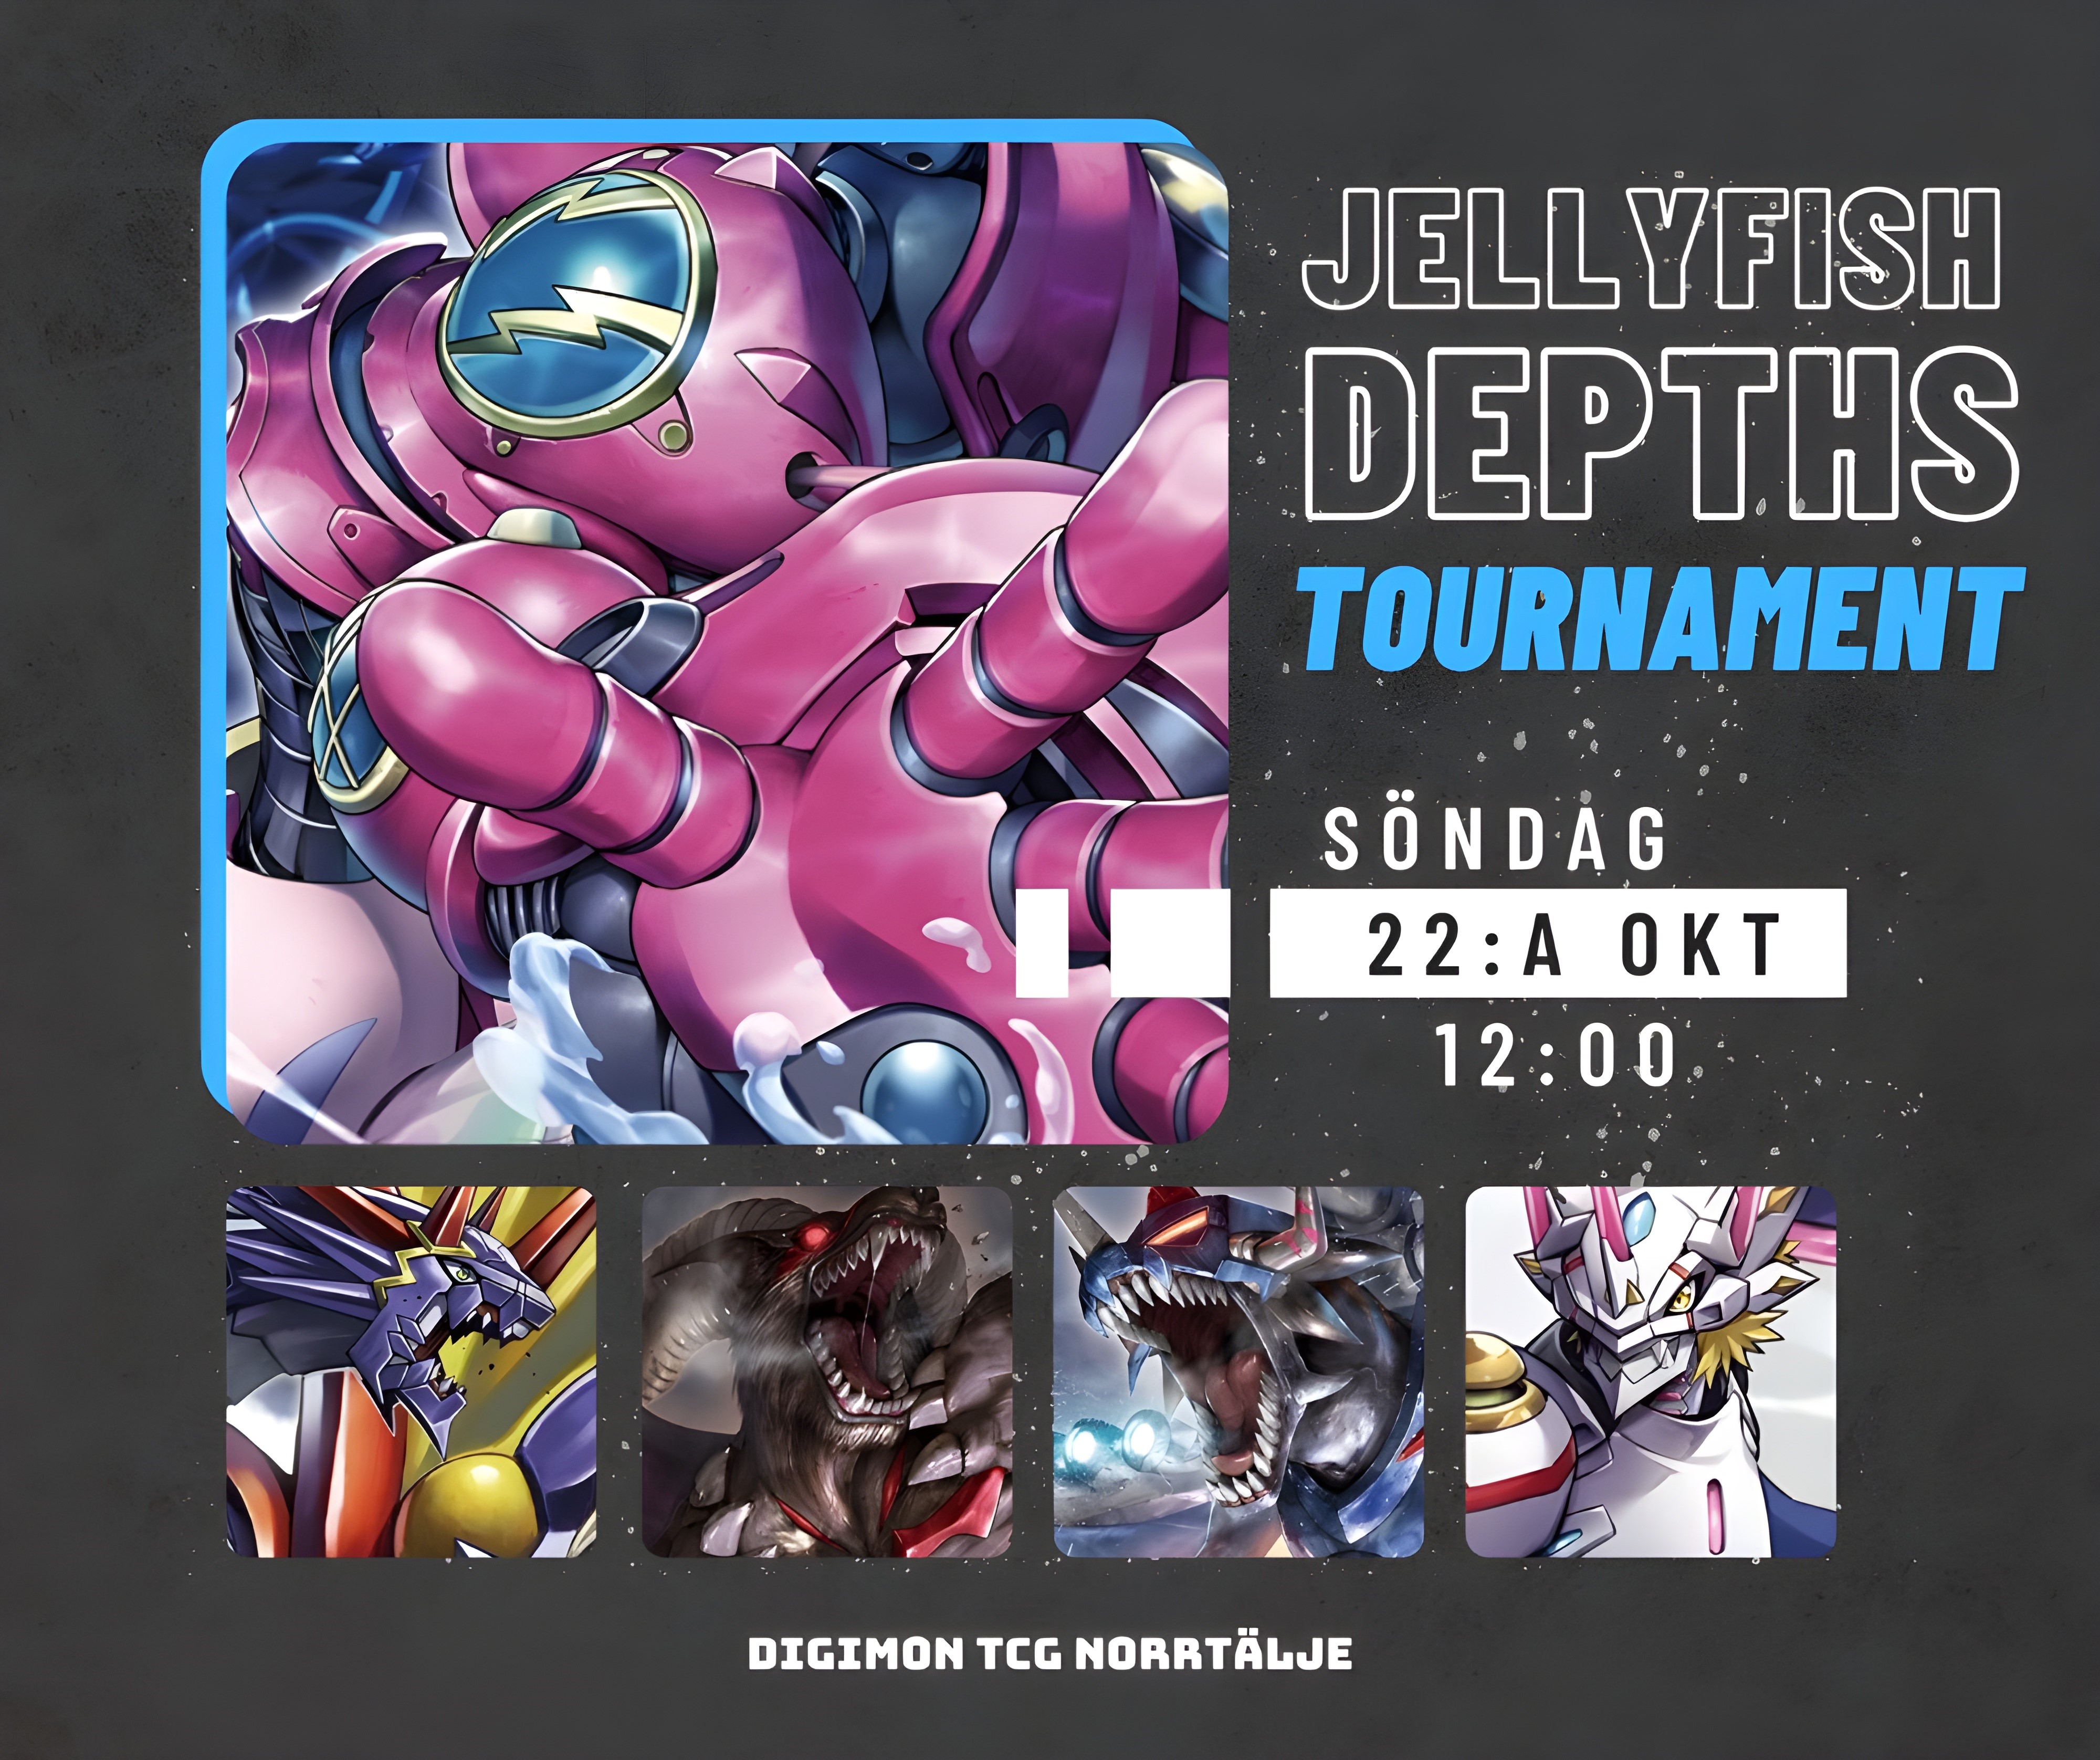 JELLYFISH
DEPTHS
TOURNAMENT
SÖNDAG
22:A OKT
12:00
DIGIMON TCG NORRTÄLJE